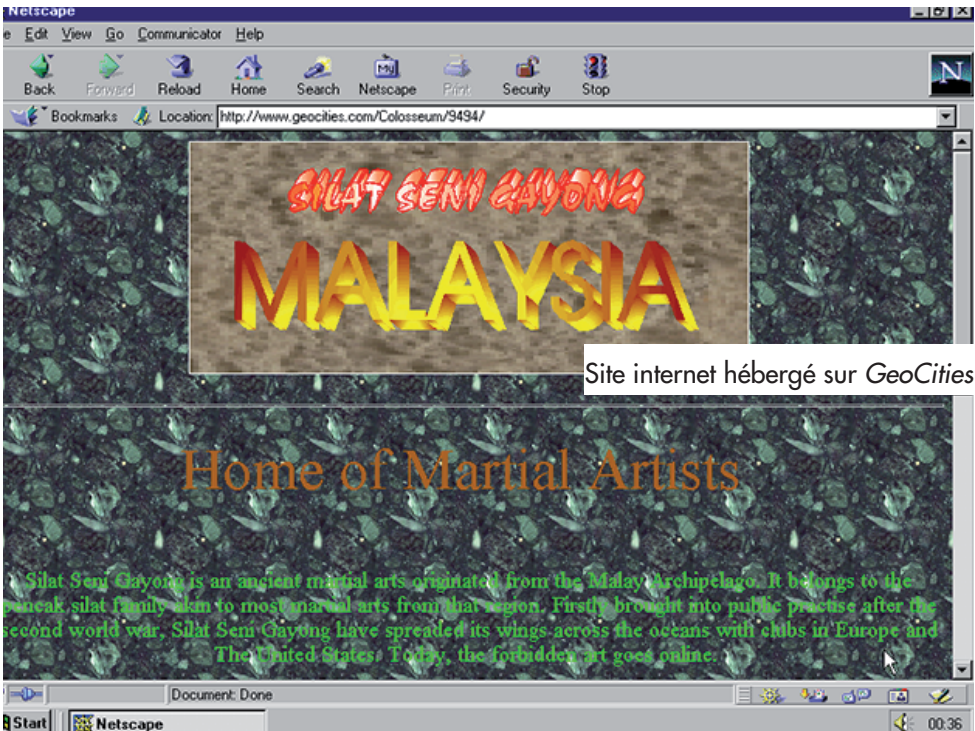 Netscape
e Edit View Go Communicator Help
Back Forward Reload Home Search Netscape Print Security Stop
N
Bookmarks Location: http://www.geocities.com/Colosseum/9494/
SILAT SENI GAYONG
MALAYSIA
Site internet hébergé sur GeoCities
Home of Martial Artists
Silat Seni Gayong is an ancient martial arts originated from the Malay Archipelago. It belongs to the
pencak silat family akin to most martial arts from that region. Firstly brought into public practise after the
second world war, Silat Seni Gayong have spreaded its wings across the oceans with clubs in Europe and
The United States. Today, the forbidden art goes online.
Document: Done
Start Netscape 00:36